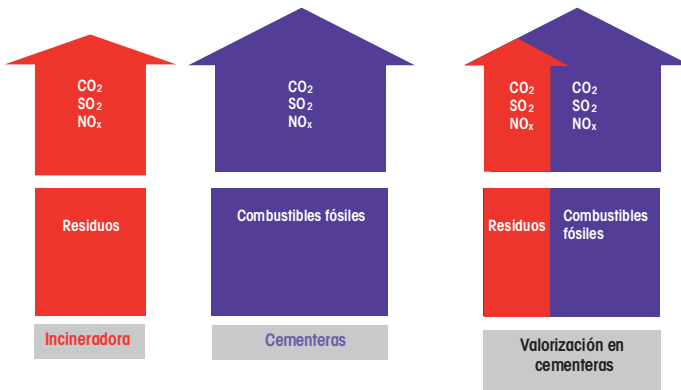 CO₂
SO₂
NOₓ
CO₂
SO₂
NOₓ
CO₂
SO₂
NOₓ
CO₂
SO₂
NOₓ
Residuos
Combustibles fósiles
Residuos
Combustibles
fósiles
Incineradora
Cementeras
Valorización en
cementeras